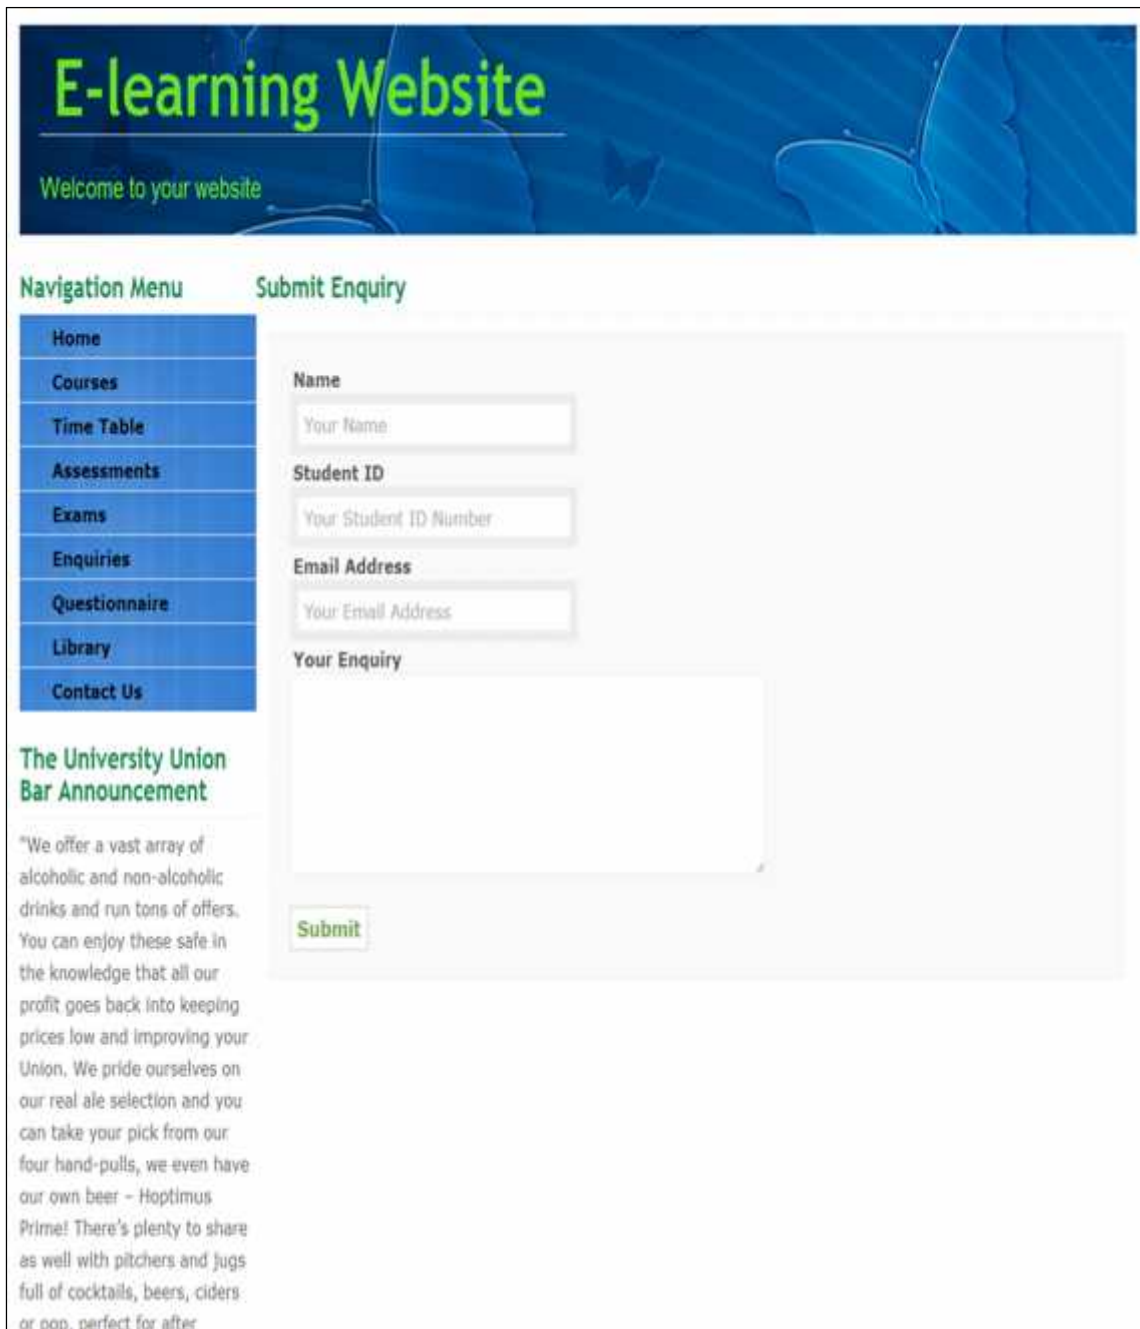 E-learning Website
Welcome to your website
Navigation Menu
Home
Courses
Time Table
Assessments
Exams
Enquiries
Questionnaire
Library
Contact Us
The University Union
Bar Announcement
"We offer a vast array of
alcoholic and non-alcoholic
drinks and run tons of offers.
You can enjoy these safe in
the knowledge that all our
profit goes back into keeping
prices low and improving your
Union. We pride ourselves on
our real ale selection and you
can take your pick from our
four hand-pulls, we even have
our own beer – Hoptimus
Prime! There's plenty to share
as well with pitchers and jugs
full of cocktails, beers, ciders
or pop, perfect for after
Submit Enquiry
Name
Your Name
Student ID
Your Student ID Number
Email Address
Your Email Address
Your Enquiry
Submit